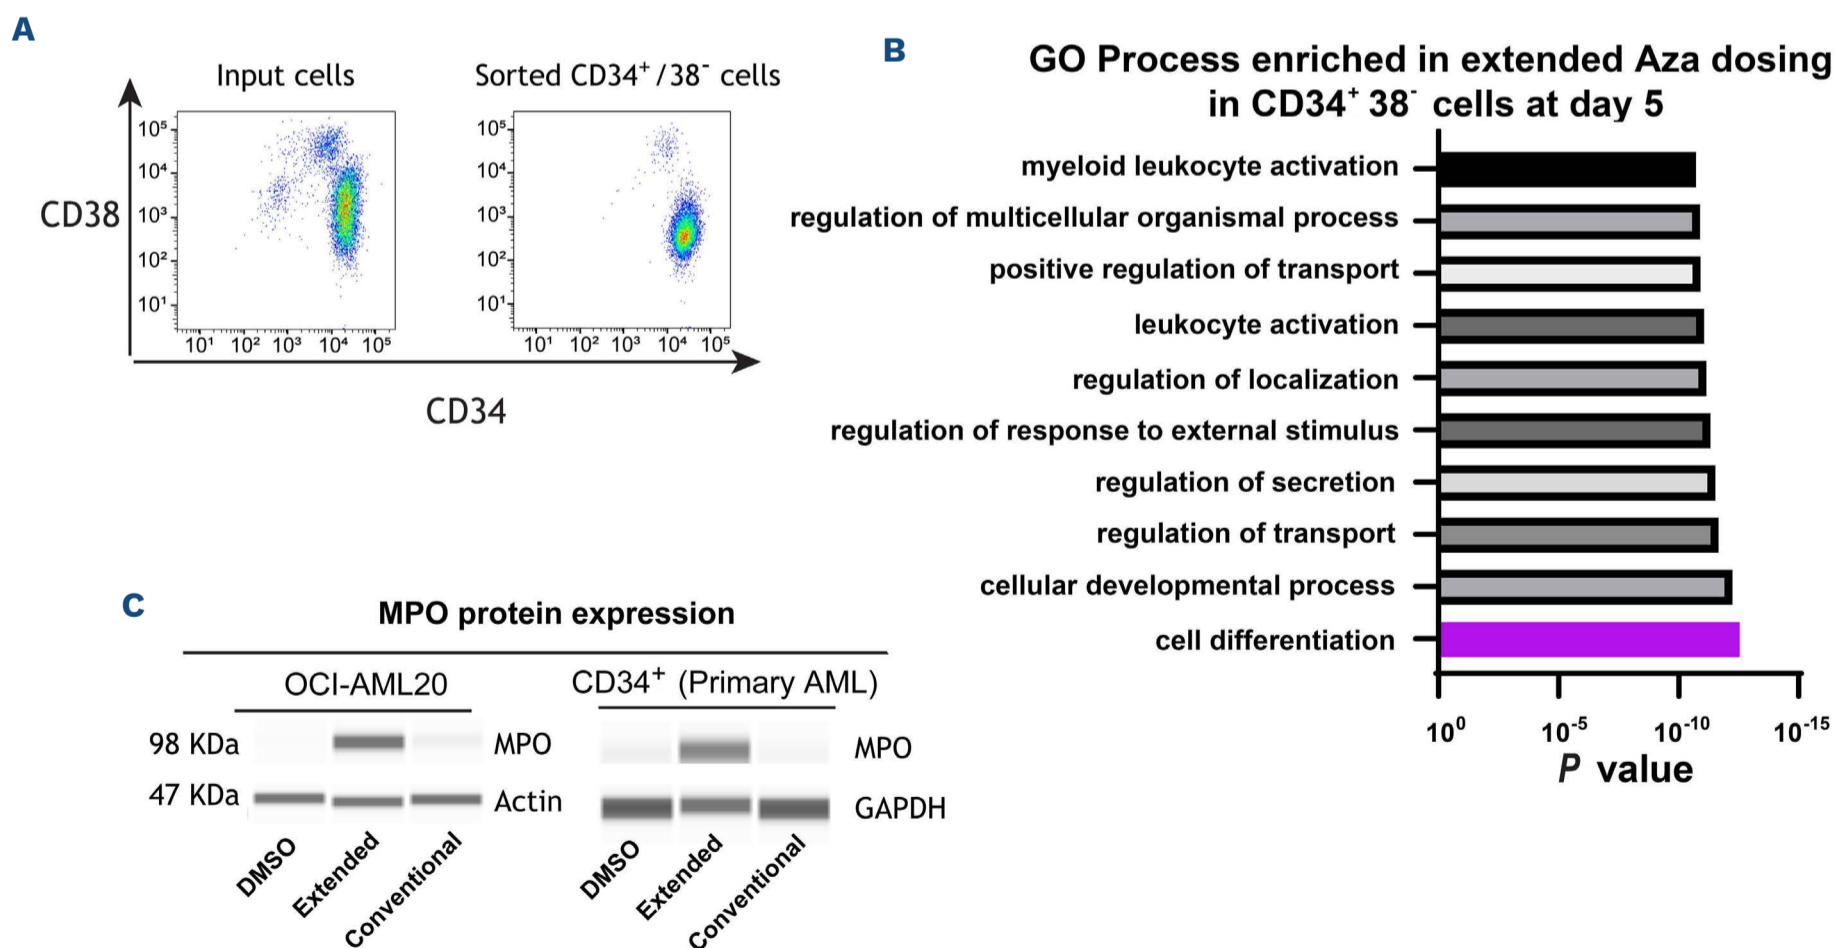 A
Input cells
Sorted CD34⁺/38⁻ cells
CD38
10⁵
10⁴
10³
10²
10¹
10¹ 10² 10³ 10⁴ 10⁵
10⁵
10⁴
10³
10²
10¹
10¹ 10² 10³ 10⁴ 10⁵
CD34
B
GO Process enriched in extended Aza dosing
in CD34⁺ 38⁻ cells at day 5
myeloid leukocyte activation
regulation of multicellular organismal process
positive regulation of transport
leukocyte activation
regulation of localization
regulation of response to external stimulus
regulation of secretion
regulation of transport
cellular developmental process
cell differentiation
10⁰ 10⁻⁵ 10⁻¹⁰ 10⁻¹⁵
P value
C
MPO protein expression
OCI-AML20
98 KDa
MPO
47 KDa
Actin
DMSO
Extended
Conventional
CD34⁺ (Primary AML)
MPO
GAPDH
DMSO
Extended
Conventional